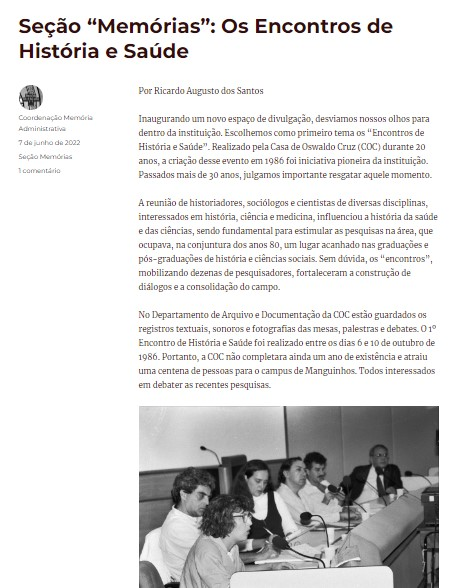 Seção “Memórias”: Os Encontros de
História e Saúde
Coordenação Memória
Administrativa
7 de junho de 2022
Seção Memórias
1 comentário
Por Ricardo Augusto dos Santos
Inaugurando um novo espaço de divulgação, desviamos nossos olhos para
dentro da instituição. Escolhemos como primeiro tema os “Encontros de
História e Saúde”. Realizado pela Casa de Oswaldo Cruz (COC) durante 20
anos, a criação desse evento em 1986 foi iniciativa pioneira da instituição.
Passados mais de 30 anos, julgamos importante resgatar aquele momento.
A reunião de historiadores, sociólogos e cientistas de diversas disciplinas,
interessados em história, ciência e medicina, influenciou a história da saúde
e das ciências, sendo fundamental para estimular as pesquisas na área, que
ocupava, na conjuntura dos anos 80, um lugar acanhado nas graduações e
pós-graduações de história e ciências sociais. Sem dúvida, os “encontros”,
mobilizando dezenas de pesquisadores, fortaleceram a construção de
diálogos e a consolidação do campo.
No Departamento de Arquivo e Documentação da COC estão guardados os
registros textuais, sonoros e fotografias das mesas, palestras e debates. O 1º
Encontro de História e Saúde foi realizado entre os dias 6 e 10 de outubro de
1986. Portanto, a COC não completara ainda um ano de existência e atraiu
uma centena de pessoas para o campus de Manguinhos. Todos interessados
em debater as recentes pesquisas.